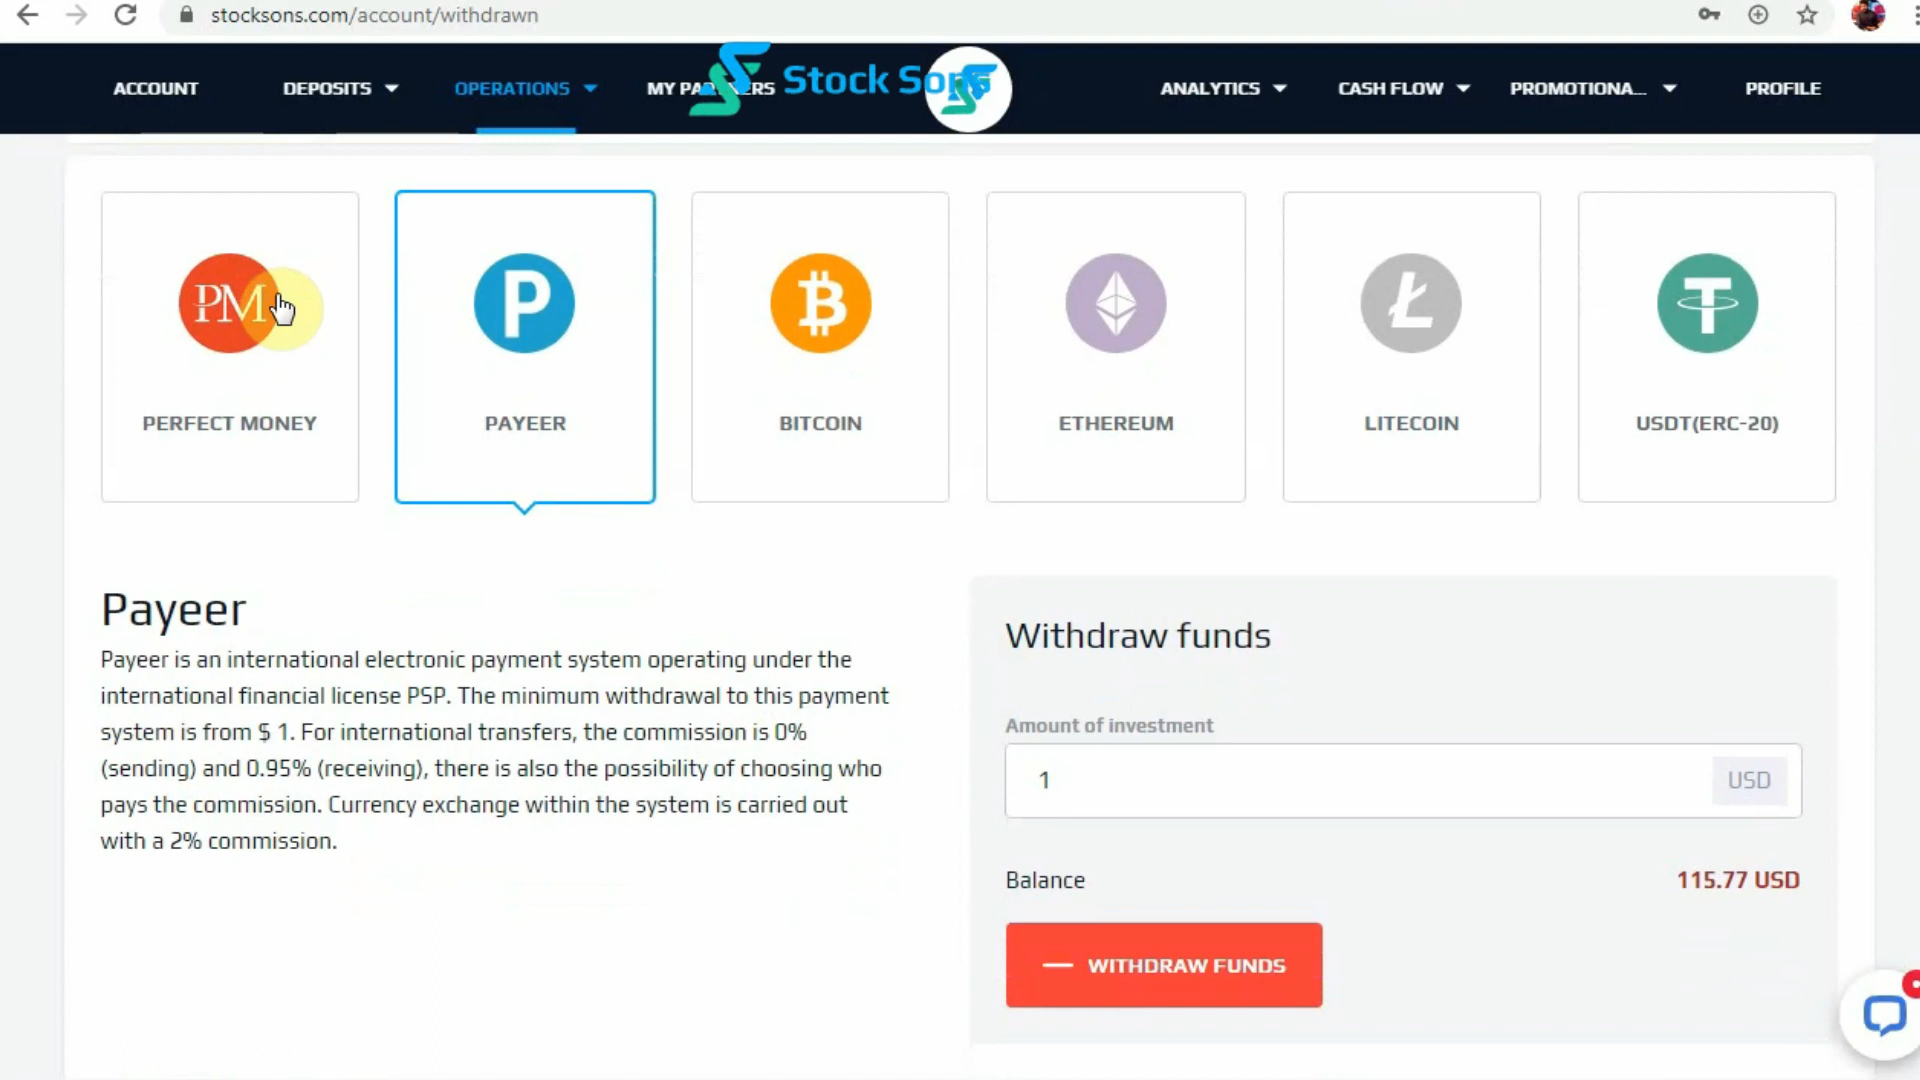 stocksons.com/account/withdrawn
ACCOUNT DEPOSITS OPERATIONS MY PARTNERS Stock Sons ANALYTICS CASH FLOW PROMOTIONA... PROFILE
PM
PERFECT MONEY PAYEER BITCOIN ETHEREUM LITECOIN USDT(ERC-20)
Payeer
Payeer is an international electronic payment system operating under the
international financial license PSP. The minimum withdrawal to this payment
system is from $ 1. For international transfers, the commission is 0%
(sending) and 0.95% (receiving), there is also the possibility of choosing who
pays the commission. Currency exchange within the system is carried out
with a 2% commission.
Withdraw funds
Amount of investment
1 USD
Balance 115.77 USD
WITHDRAW FUNDS